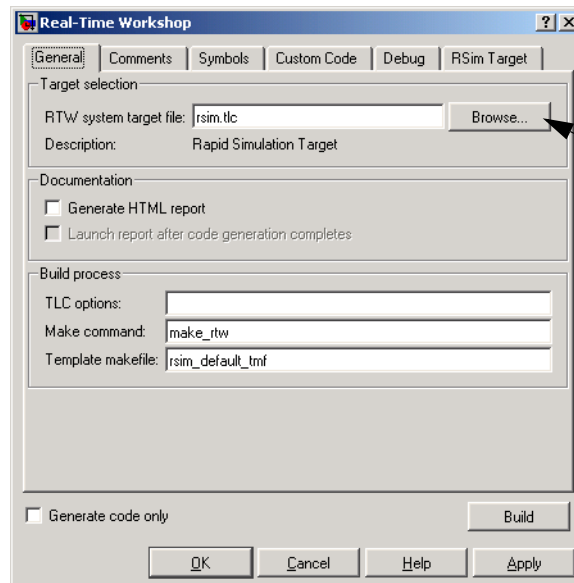 Real-Time Workshop
General Comments Symbols Custom Code Debug RSim Target
Target selection
RTW system target file: rsim.tlc Browse...
Description: Rapid Simulation Target
Documentation
Generate HTML report
Launch report after code generation completes
Build process
TLC options:
Make command: make_rtw
Template makefile: rsim_default_tmf
Generate code only Build
OK Cancel Help Apply